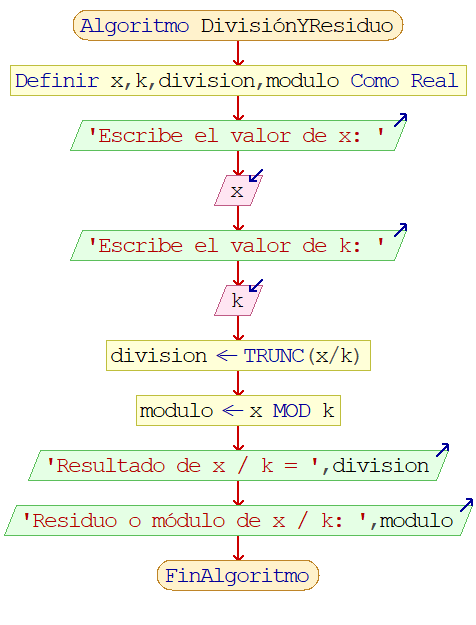 Algoritmo DivisiónYResiduo
Definir x,k,division,modulo Como Real
'Escribe el valor de x: '
x
'Escribe el valor de k: '
k
division ← TRUNC(x/k)
modulo ← x MOD k
'Resultado de x / k = ',division
'Residuo o módulo de x / k: ',modulo
FinAlgoritmo